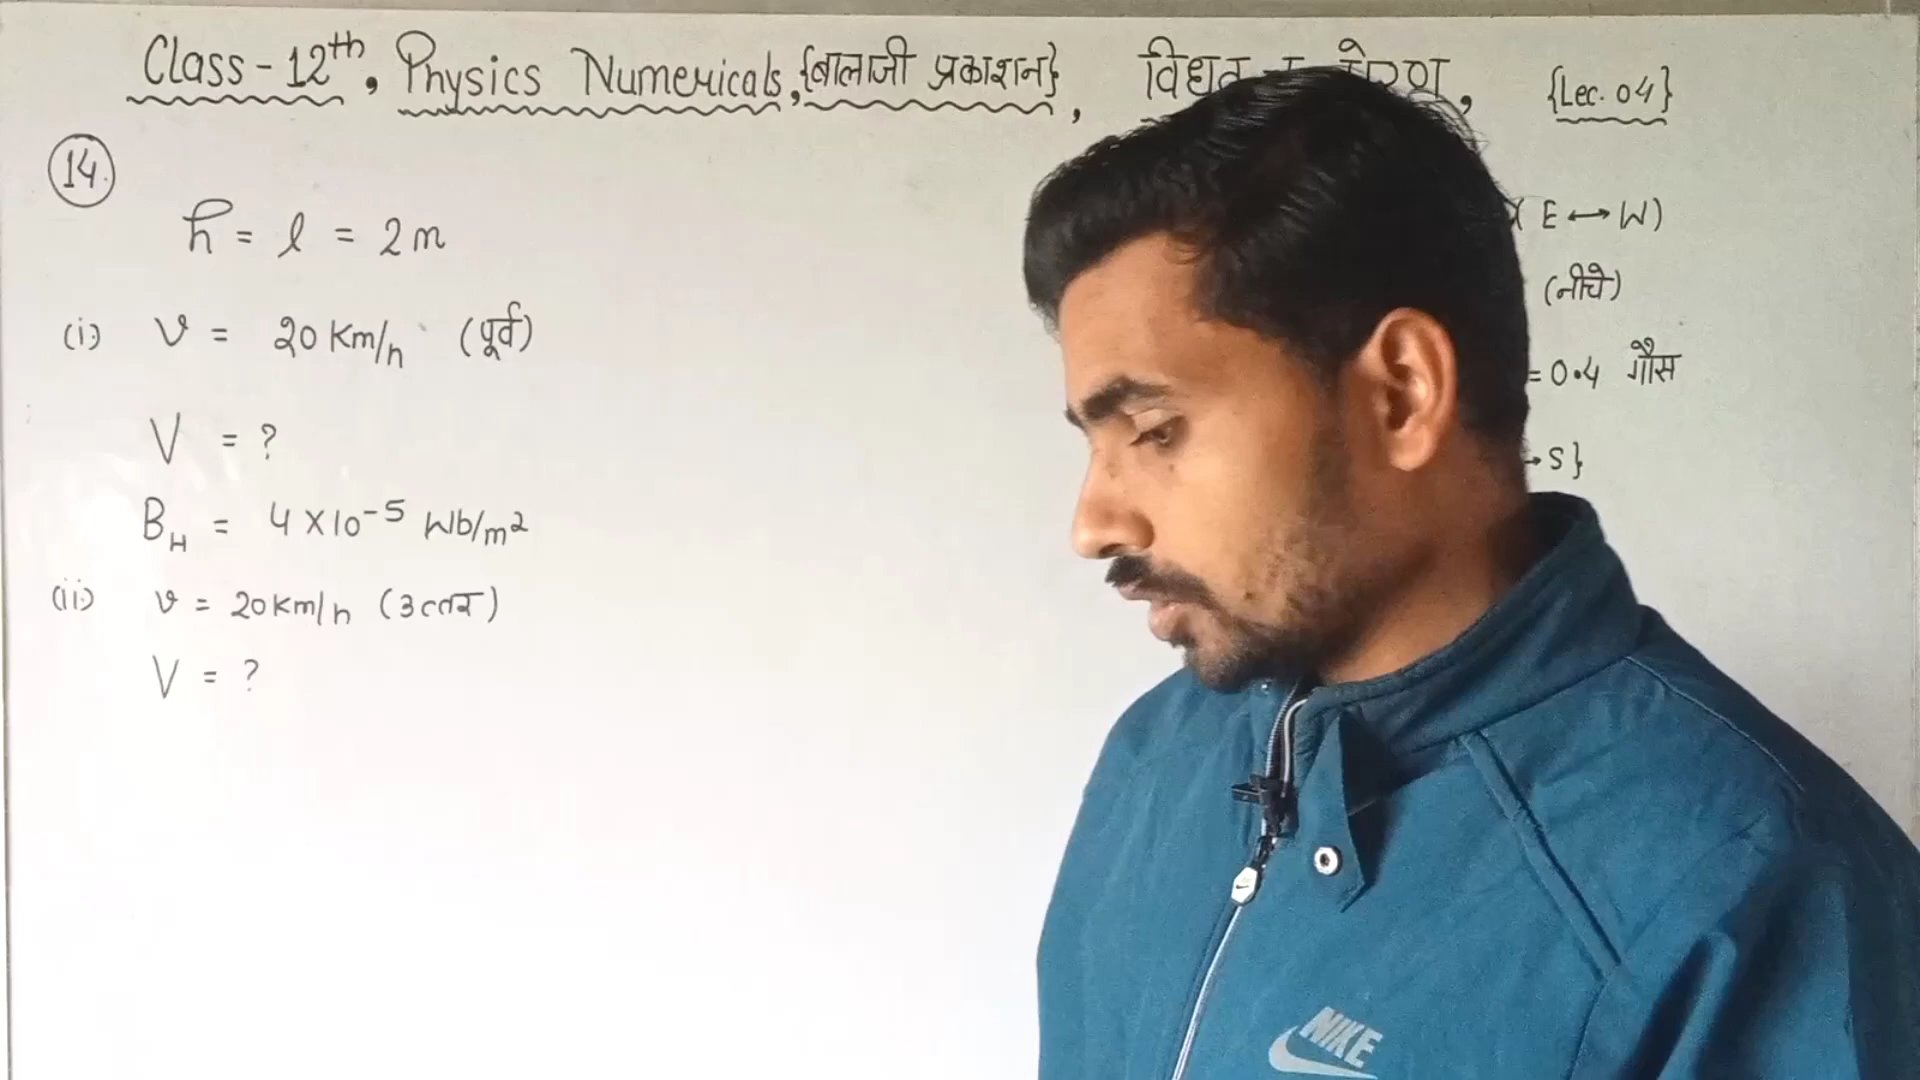 Class - 12th, Physics Numericals, {बालाजी प्रकाशन}, {Lec. 04}
14.
h = l = 2m
(i) v = 20 Km/h (पूर्व)
V = ?
B_H = 4 × 10^-5 Wb/m²
(ii) v = 20 Km/h (उत्तर)
V = ?
(E ↔ W)
(नीचे)
= 0.4 गौस
→ S}
NIKE